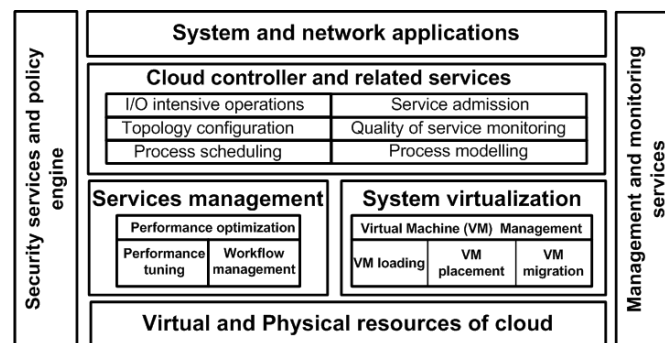 Security services and policy
engine
System and network applications
Cloud controller and related services
I/O intensive operations
Service admission
Topology configuration
Quality of service monitoring
Process scheduling
Process modelling
Services management
Performance optimization
Performance
tuning
Workflow
management
System virtualization
Virtual Machine (VM) Management
VM loading
VM
placement
VM
migration
Virtual and Physical resources of cloud
Management and monitoring
services